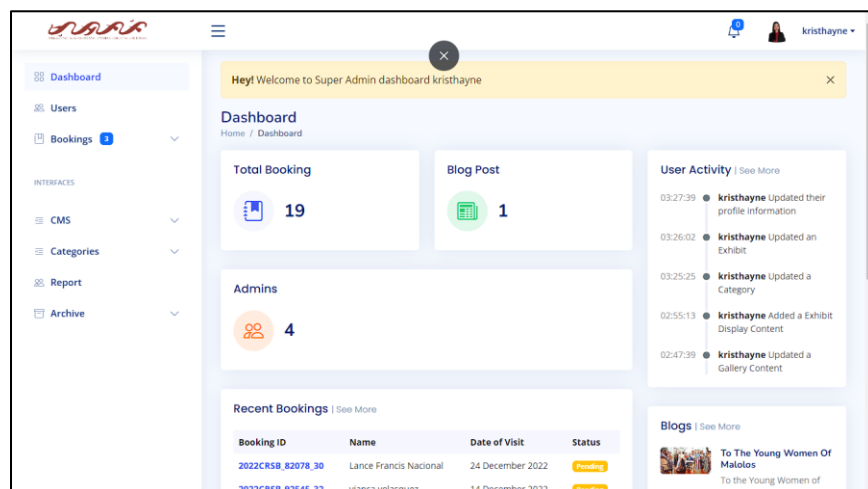 0
kristhayne
Dashboard
Users
Bookings 3
INTERFACES
CMS
Categories
Report
Archive
Hey! Welcome to Super Admin dashboard kristhayne
Dashboard
Home / Dashboard
Total Booking
19
Blog Post
1
Admins
4
Recent Bookings | See More
Booking ID Name Date of Visit Status
2022CRSB_82078_30 Lance Francis Nacional 24 December 2022 Pending
User Activity | See More
03:27:39 kristhayne Updated their
profile information
03:26:02 kristhayne Updated an
Exhibit
03:25:25 kristhayne Updated a
Category
02:55:13 kristhayne Added a Exhibit
Display Content
02:47:39 kristhayne Updated a
Gallery Content
Blogs | See More
To The Young Women Of
Malolos
To the Young Women of